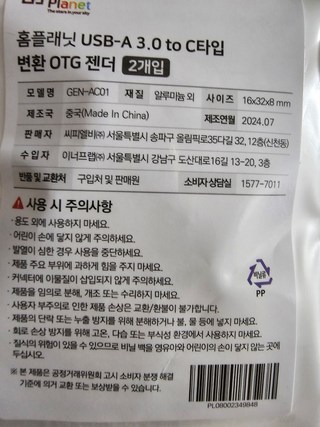 Planet
홈플래닛 USB-A 3.0 to C타입
변환 OTG 젠더 2개입
모델명 GEN-AC01 재질 알루미늄 외 사이즈 16x32x8 mm
제조국 중국(Made In China) 제조연월 2024.07
판매자 씨피엘비㈜ 서울특별시 송파구 올림픽로35다길 32, 12층(신천동)
수입자 이너프랩㈜ 서울특별시 강남구 도산대로16길 13-20, 3층
반품 및 교환처 구입처 및 판매원 소비자 상담실 1577-7011
사용 시 주의사항
· 용도 외에 사용하지 마세요.
· 어린이 손에 닿지 않게 주의하세요.
· 발열이 심한 경우 사용을 중단하세요.
· 제품 주요 부위에 과하게 힘을 주지 마세요.
· 커넥터에 이물질이 삽입되지 않게 주의하세요.
· 제품을 임의로 분해, 개조 또는 수리하지 마세요.
· 사용자 부주의로 인한 제품 손상은 교환/환불이 불가합니다.
· 제품의 단락 또는 누출 방지를 위해 분해하거나 불, 물 등에 넣지 마세요.
· 회로 손상 방지를 위해 고온, 다습 또는 부식성 환경에서 사용하지 마세요.
· 질식의 위험이 있을 수 있으므로 비닐 백을 영유아와 어린이의 손이 닿지 않는 곳에
두십시오.
비닐류
PP
※ 본 제품은 공정거래위원회 고시 소비자 분쟁 해결
기준에 의거 교환 또는 보상받을 수 있습니다.
PL08002349848